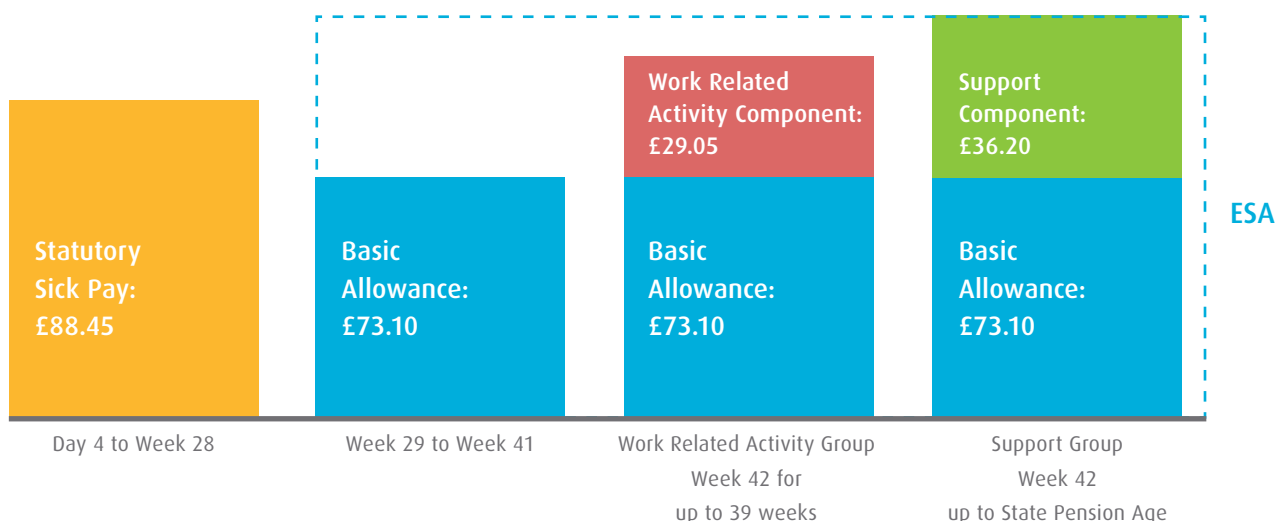 Statutory
Sick Pay:
£88.45
Basic
Allowance:
£73.10
Work Related
Activity Component:
£29.05
Basic
Allowance:
£73.10
Support
Component:
£36.20
Basic
Allowance:
£73.10
ESA
Day 4 to Week 28
Week 29 to Week 41
Work Related Activity Group
Week 42 for
up to 39 weeks
Support Group
Week 42
up to State Pension Age